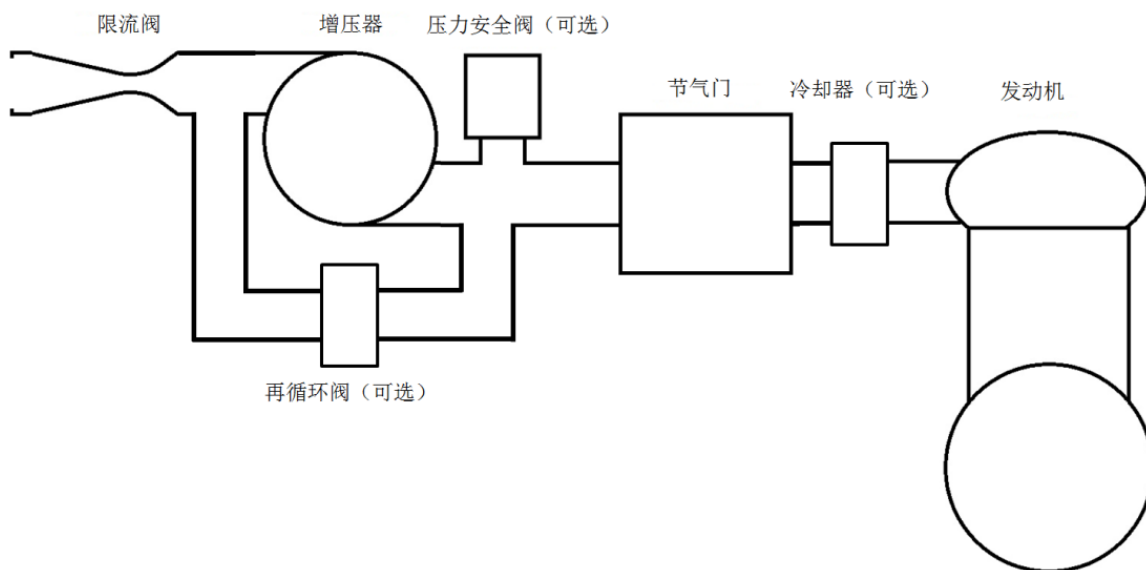 限流阀
增压器
压力安全阀（可选）
节气门
冷却器（可选）
发动机
再循环阀（可选）